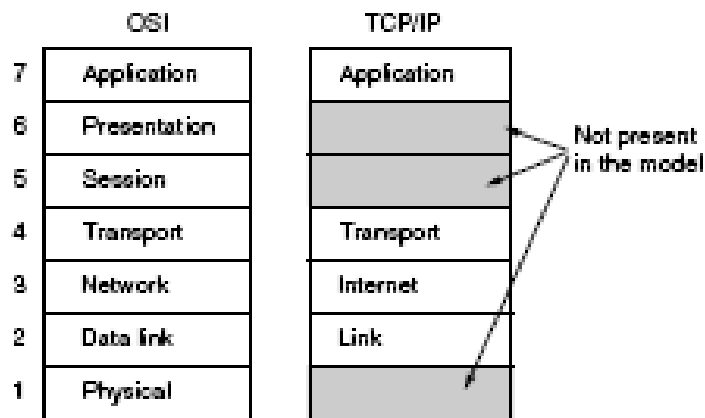 OSI TCP/IP
7 Application Application
6 Presentation
Not present
in the model
5 Session
4 Transport Transport
3 Network Internet
2 Data link Link
1 Physical